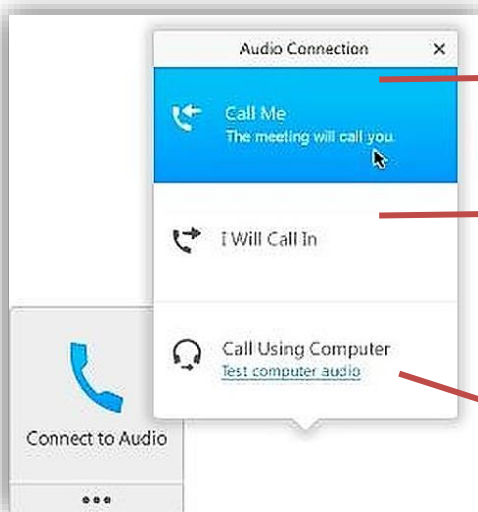 Audio Connection
Call Me
The meeting will call you.
I Will Call In
Call Using Computer
Test computer audio
Connect to Audio